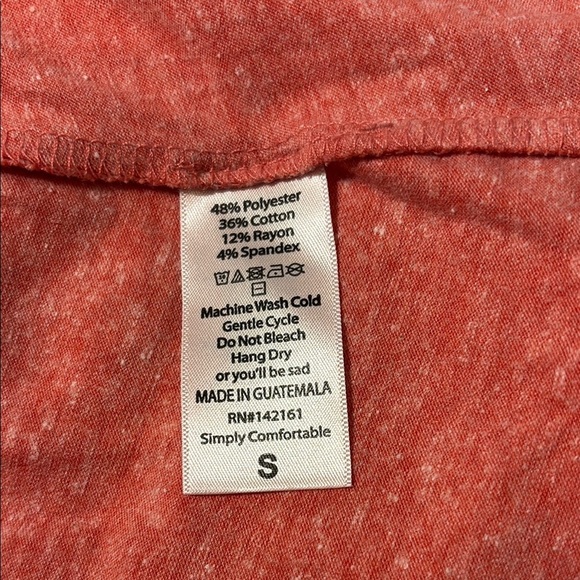 48% Polyester
36% Cotton
12% Rayon
4% Spandex
Machine Wash Cold
Gentle Cycle
Do Not Bleach
Hang Dry
or you'll be sad
MADE IN GUATEMALA
RN#142161
Simply Comfortable
S